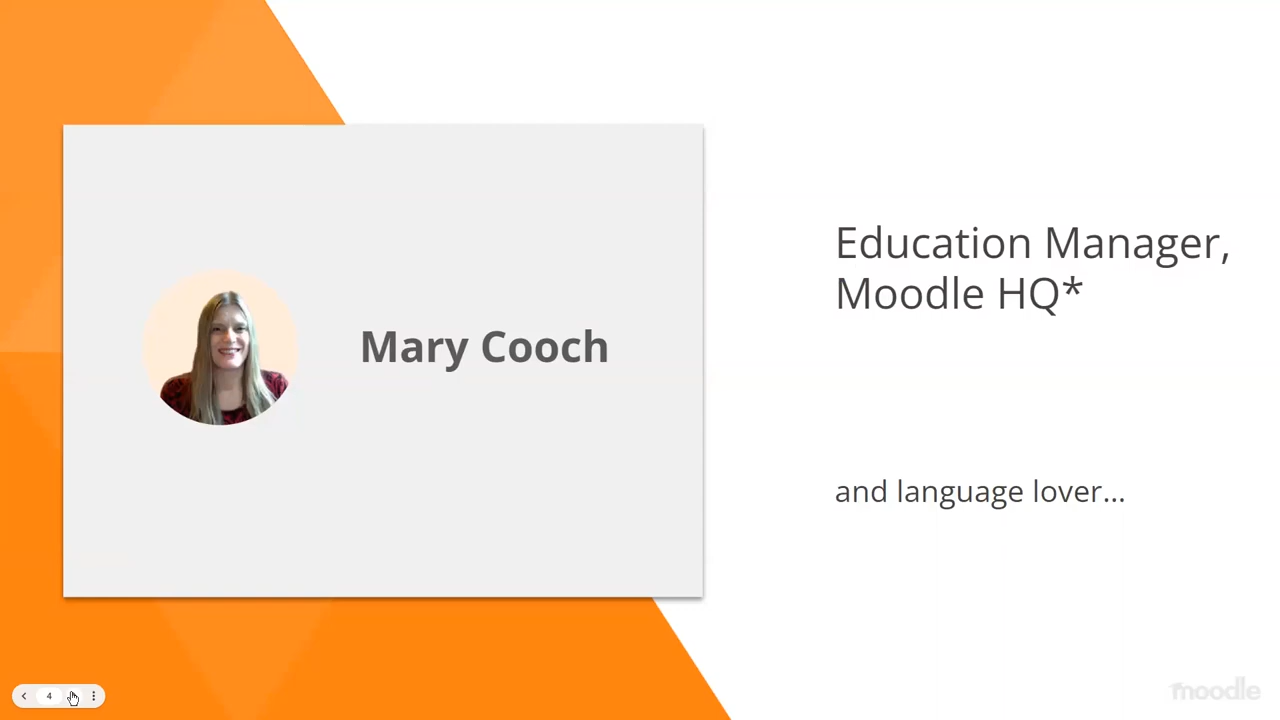 Education Manager,
Moodle HQ*
Mary Cooch
and language lover...
4
moodle